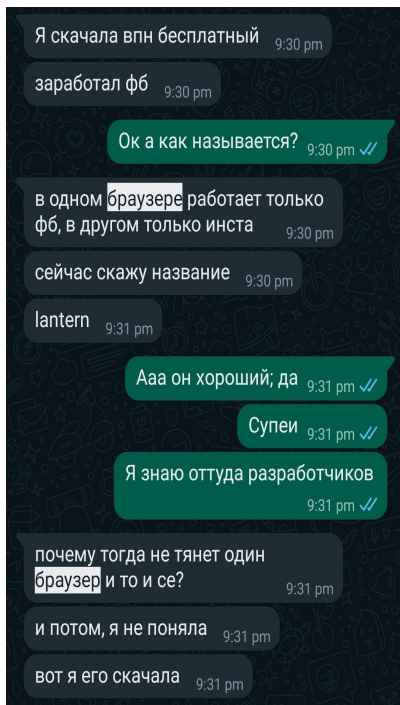 Я скачала впн бесплатный 9:30 pm
заработал фб 9:30 pm
Ок а как называется? 9:30 pm
в одном браузере работает только
фб, в другом только инста 9:30 pm
сейчас скажу название 9:30 pm
lantern 9:31 pm
Ааа он хороший; да 9:31 pm
Супеи 9:31 pm
Я знаю оттуда разработчиков
9:31 pm
почему тогда не тянет один
браузер и то и се? 9:31 pm
и потом, я не поняла 9:31 pm
вот я его скачала 9:31 pm